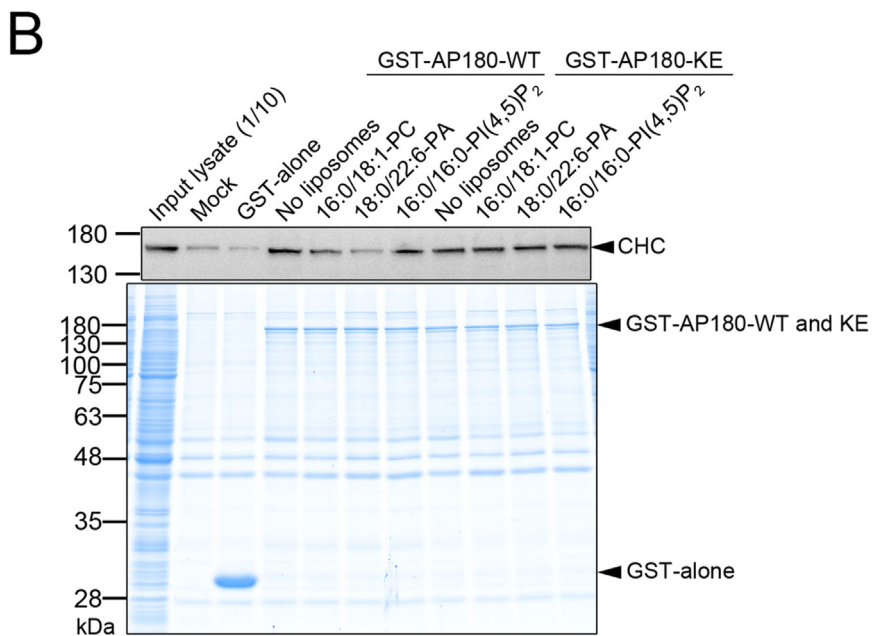 B
GST-AP180-WT GST-AP180-KE
Input lysate (1/10)
Mock
GST-alone
No liposomes
16:0/18:1-PC
18:0/22:6-PA
16:0/16:0-PI(4,5)P₂
No liposomes
16:0/18:1-PC
18:0/22:6-PA
16:0/16:0-PI(4,5)P₂
180
130
CHC
180
130
100
75
63
48
35
28
kDa
GST-AP180-WT and KE
GST-alone